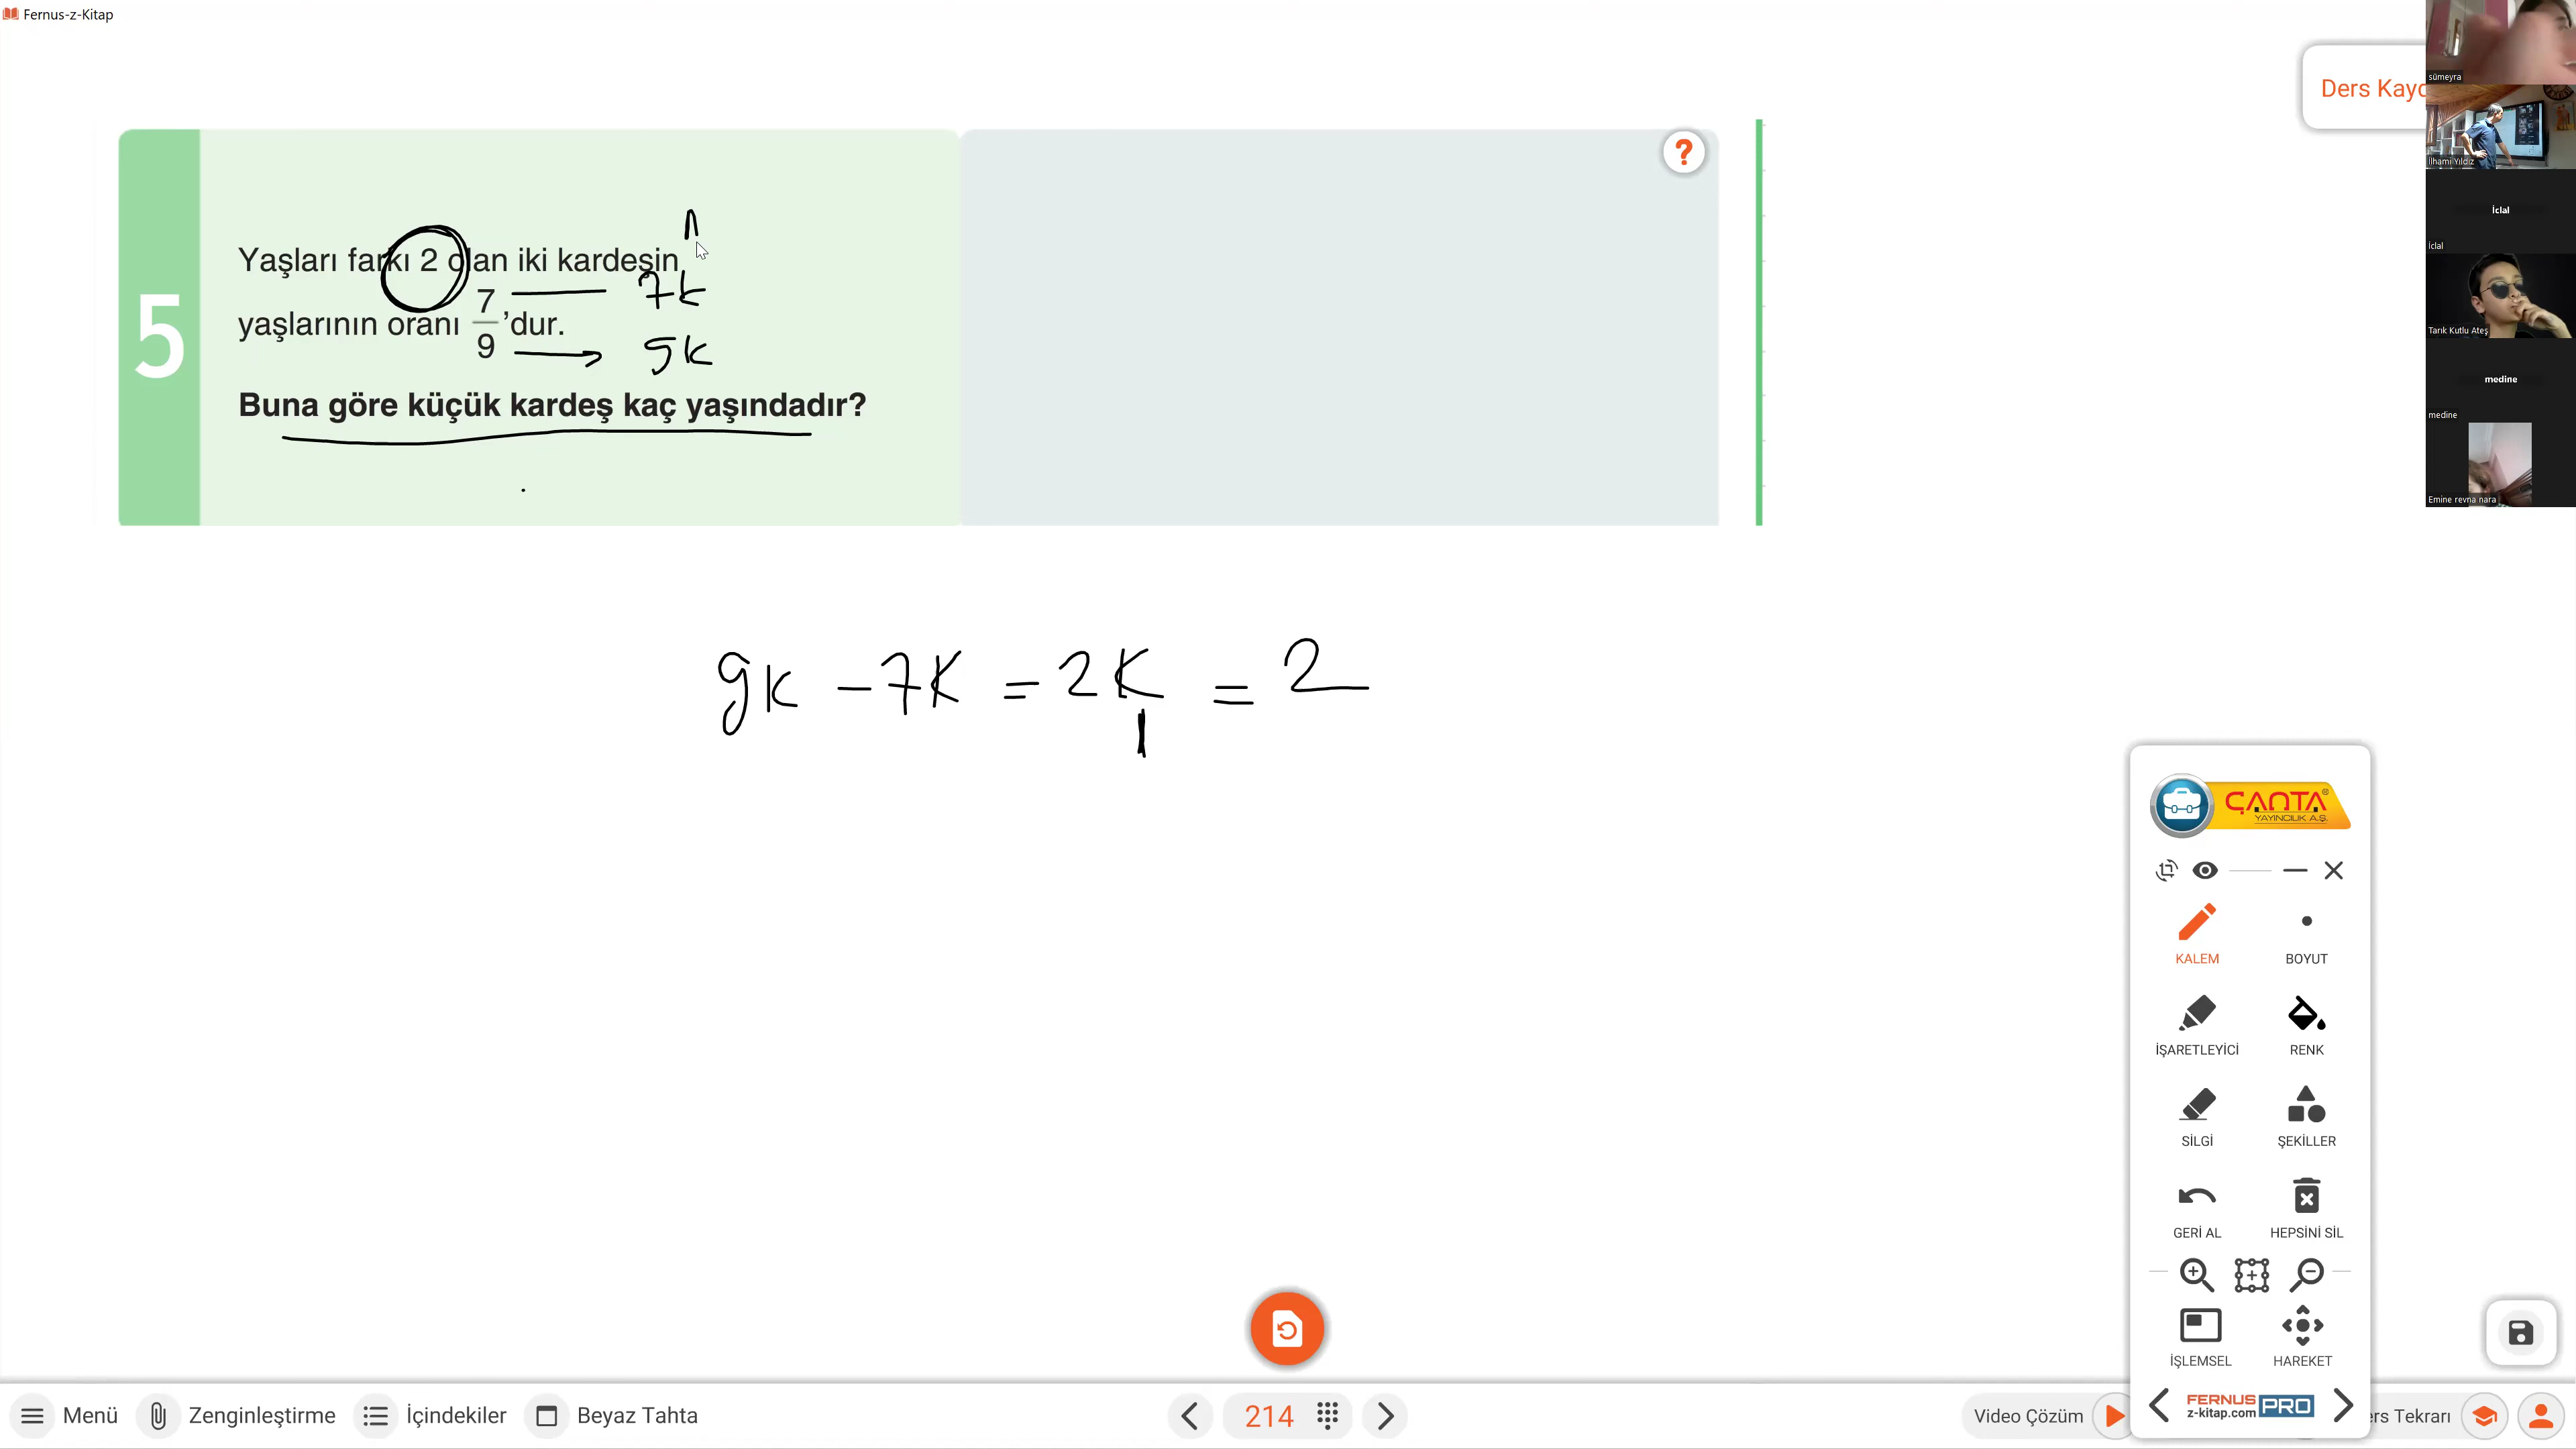 Fernus-z-Kitap
sümeyra
Ders Kayd
İlhami Yıldız
İclal
İclal
Tarık Kutlu Ateş
medine
medine
Emine revna nara
5
Yaşları farkı 2 olan iki kardeşin
7k
yaşlarının oranı 7/9'dur.
9k
Buna göre küçük kardeş kaç yaşındadır?
?
9k - 7k = 2k = 2
1
ÇANTA
YAYINCILIK A.Ş.
KALEM
BOYUT
İŞARETLEYİCİ
RENK
SİLGİ
ŞEKİLLER
GERİ AL
HEPSİNİ SİL
İŞLEMSEL
HAREKET
FERNUS PRO
z-kitap.com
Menü
Zenginleştirme
İçindekiler
Beyaz Tahta
214
Video Çözüm
ers Tekrarı